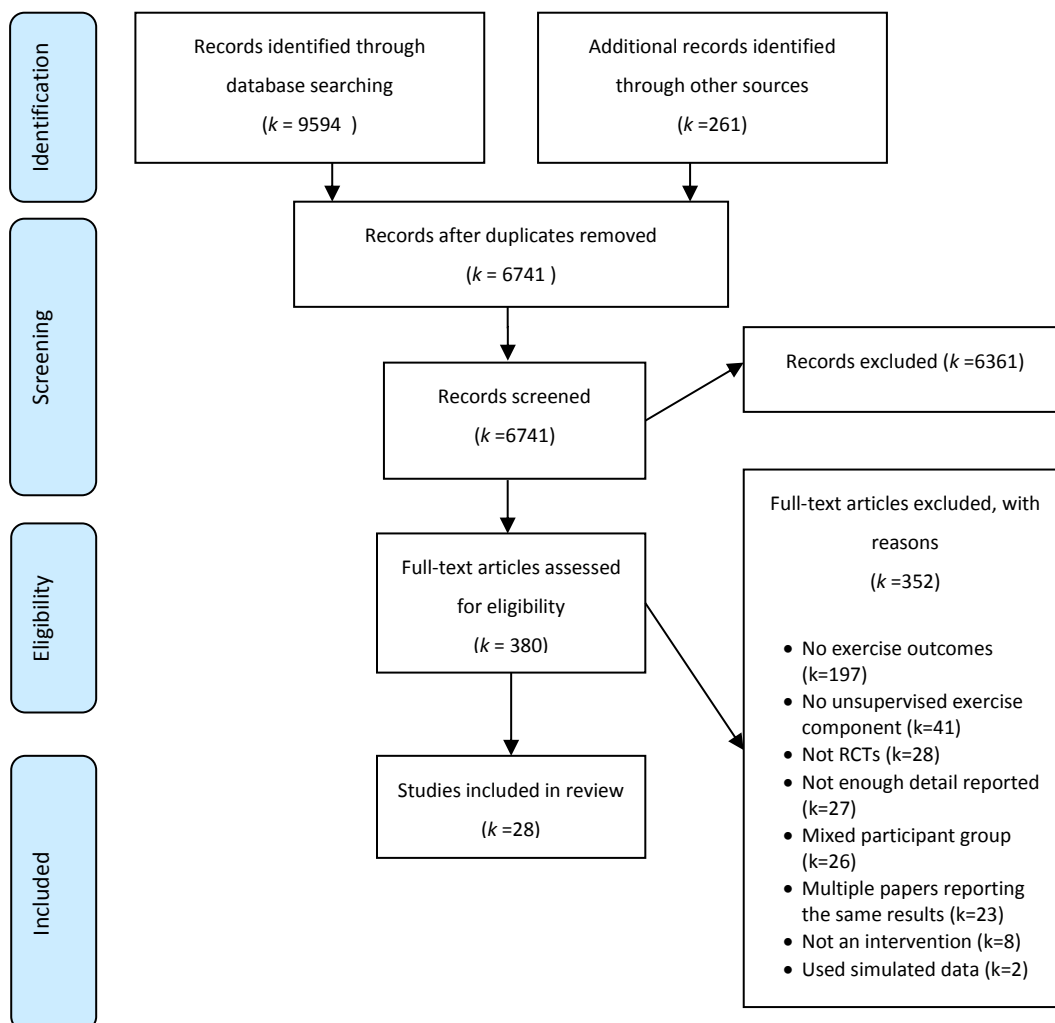 Identification
Records identified through
database searching
(k = 9594 )
Additional records identified
through other sources
(k =261)
Screening
Records after duplicates removed
(k = 6741 )
Records screened
(k =6741)
Records excluded (k =6361)
Eligibility
Full-text articles assessed
for eligibility
(k = 380)
Full-text articles excluded, with
reasons
(k =352)
• No exercise outcomes
(k=197)
• No unsupervised exercise
component (k=41)
• Not RCTs (k=28)
• Not enough detail reported
(k=27)
• Mixed participant group
(k=26)
• Multiple papers reporting
the same results (k=23)
• Not an intervention (k=8)
• Used simulated data (k=2)
Included
Studies included in review
(k =28)